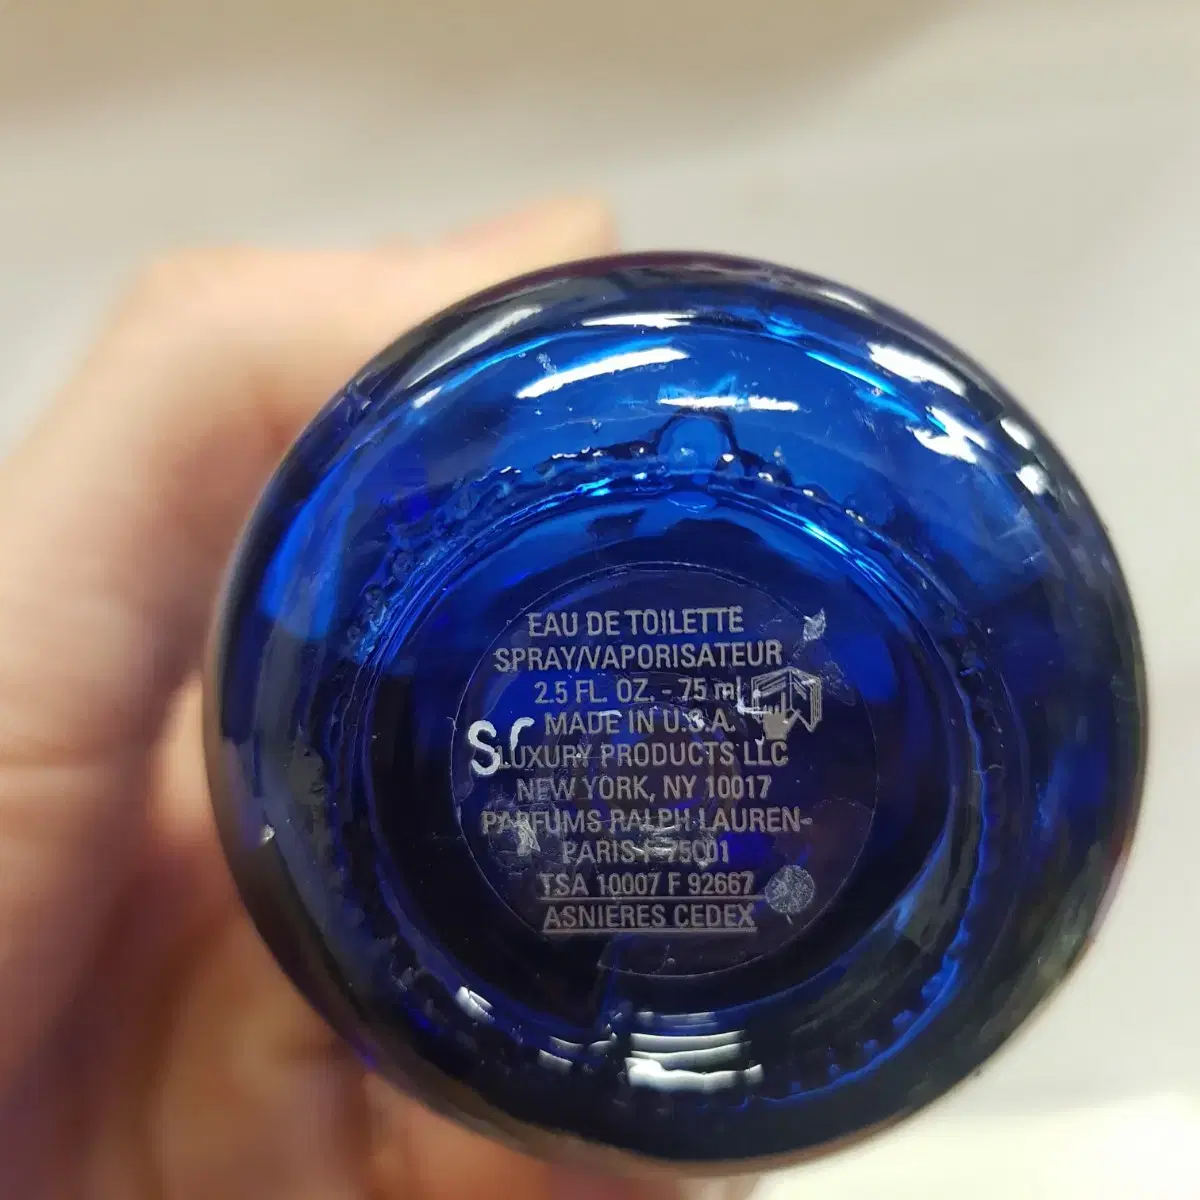 EAU DE TOILETTE
SPRAY/VAPORISATEUR
2.5 FL. OZ. - 75 ml
MADE IN U.S.A.
LUXURY PRODUCTS LLC
NEW YORK, NY 10017
PARFUMS RALPH LAUREN-
PARIS F 75001
TSA 10007 F 92667
ASNIERES CEDEX